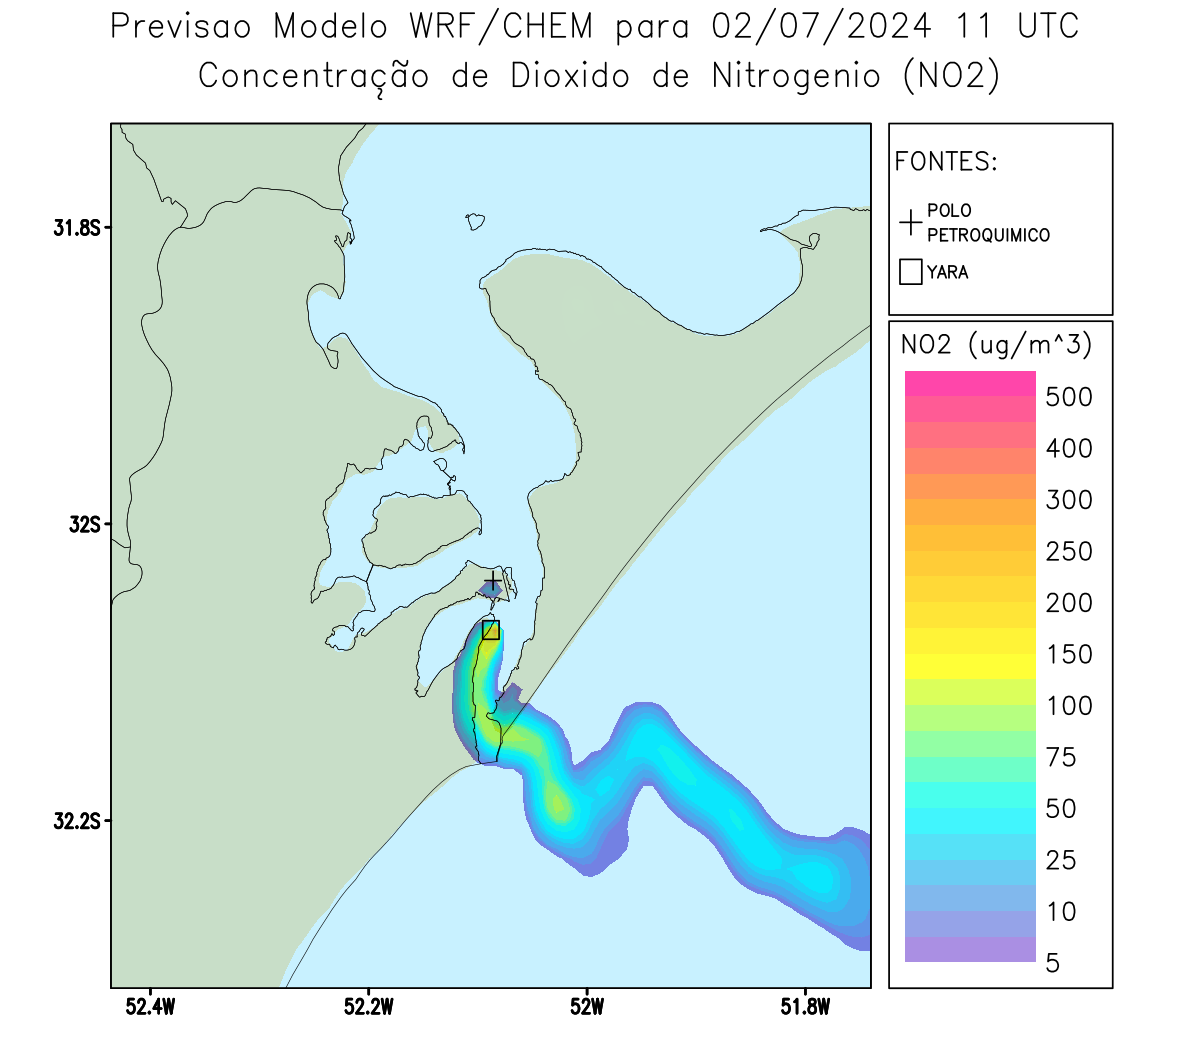 Previsao Modelo WRF/CHEM para 02/07/2024 11 UTC
Concentração de Dioxido de Nitrogenio (NO2)
FONTES:
POLO
PETROQUIMICO
YARA
NO2 (ug/m^3)
500
400
300
250
200
150
100
75
50
25
10
5
31.8S
32S
32.2S
52.4W
52.2W
52W
51.8W